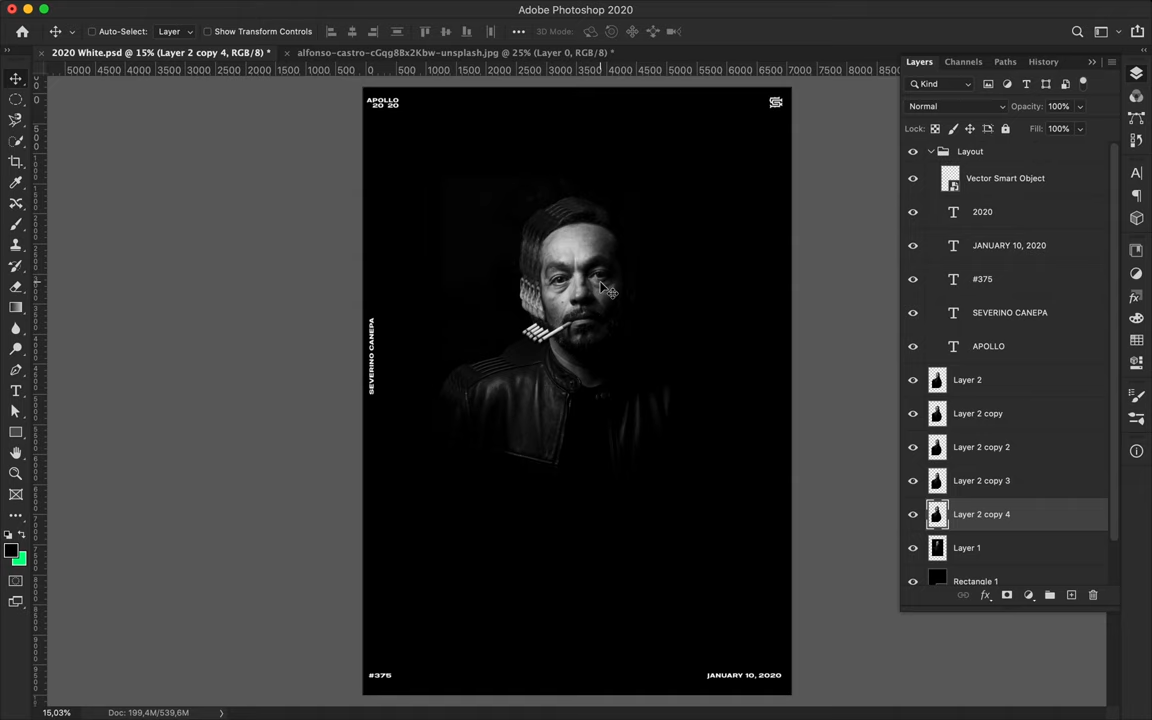 Adobe Photoshop 2020
Auto-Select:
Layer
Show Transform Controls
3D Mode:
2020 White.psd @ 15% (Layer 2 copy 4, RGB/8) *
alfonso-castro-cGqg8Bx2Kbw-unsplash.jpg @ 25% (Layer 0, RGB/8) *
5000 4500 4000 3500 3000 2500 2000 1500 1000 500 0 500 1000 1500 2000 2500 3000 3500 4000 4500 5000 5500 6000 6500 7000 7500 8000 850
Layers
Channels
Paths
History
Kind
Normal
Opacity: 100%
Lock:
Fill: 100%
Layout
Vector Smart Object
2020
JANUARY 10, 2020
#375
SEVERINO CANEPA
APOLLO
Layer 2
Layer 2 copy
Layer 2 copy 2
Layer 2 copy 3
Layer 2 copy 4
Layer 1
Rectangle 1
APOLLO
20 20
SEVERINO CANEPA
#375
JANUARY 10, 2020
15,03%
Doc: 199,4M/539,6M